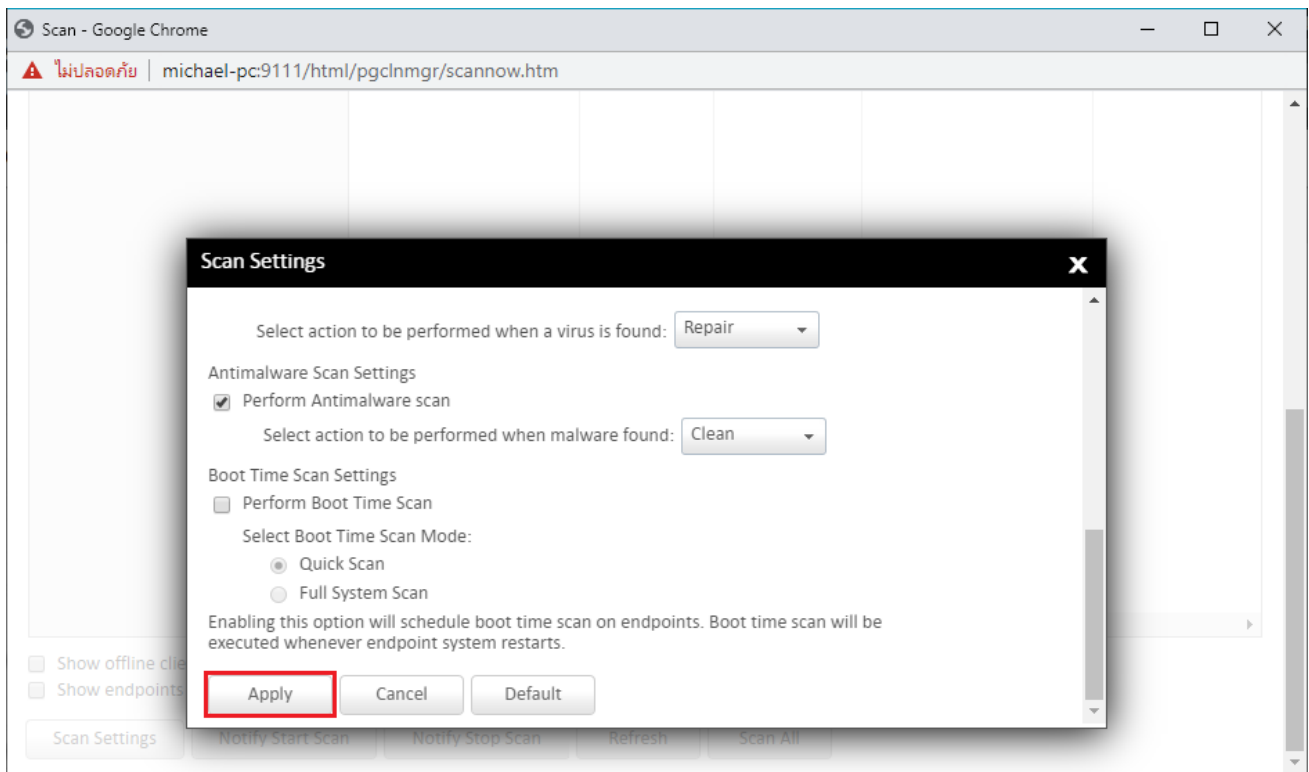 Scan - Google Chrome
ไม่ปลอดภัย | michael-pc:9111/html/pgclnmgr/scannow.htm
Scan Settings
X
Select action to be performed when a virus is found: Repair
Antimalware Scan Settings
Perform Antimalware scan
Select action to be performed when malware found: Clean
Boot Time Scan Settings
Perform Boot Time Scan
Select Boot Time Scan Mode:
Quick Scan
Full System Scan
Enabling this option will schedule boot time scan on endpoints. Boot time scan will be
executed whenever endpoint system restarts.
Show offline clie
Show endpoints
Apply Cancel Default
Scan Settings Notify Start Scan Notify Stop Scan Refresh Scan All